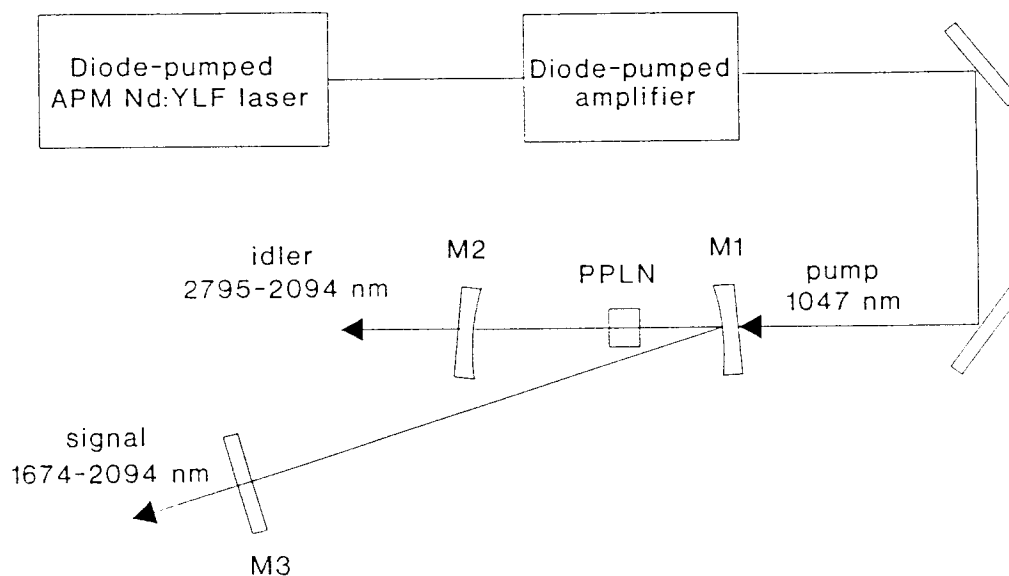 Diode-pumped
APM Nd:YLF laser
Diode-pumped
amplifier
idler
2795-2094 nm
M2
PPLN
M1
pump
1047 nm
signal
1674-2094 nm
M3